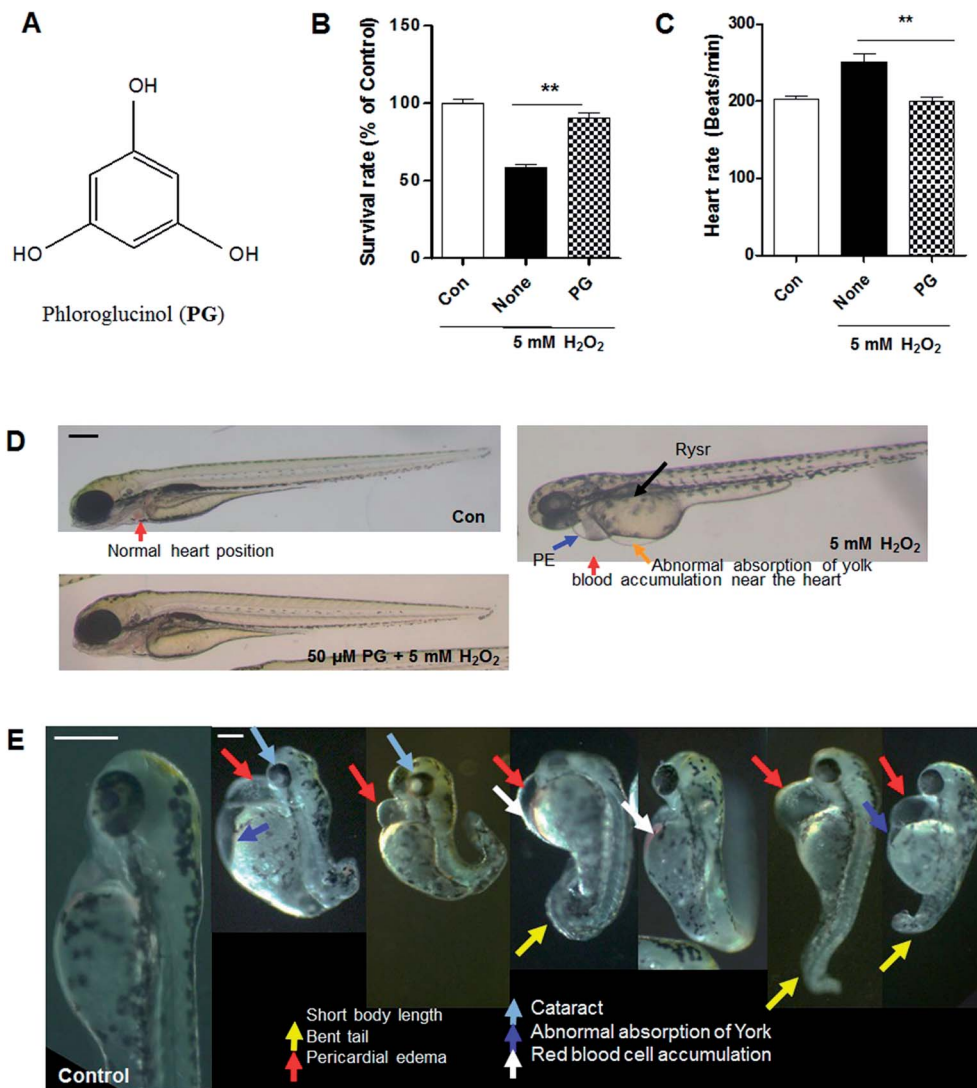 A
OH
HO
OH
Phloroglucinol (PG)
B
Survival rate (% of Control)
150
100
50
0
**
Con
None
PG
5 mM H₂O₂
C
Heart rate (Beats/min)
300
200
100
0
**
Con
None
PG
5 mM H₂O₂
D
Con
Normal heart position
Rysr
PE
5 mM H₂O₂
Abnormal absorption of yolk
blood accumulation near the heart
50 µM PG + 5 mM H₂O₂
E
Control
Short body length
Bent tail
Pericardial edema
Cataract
Abnormal absorption of York
Red blood cell accumulation